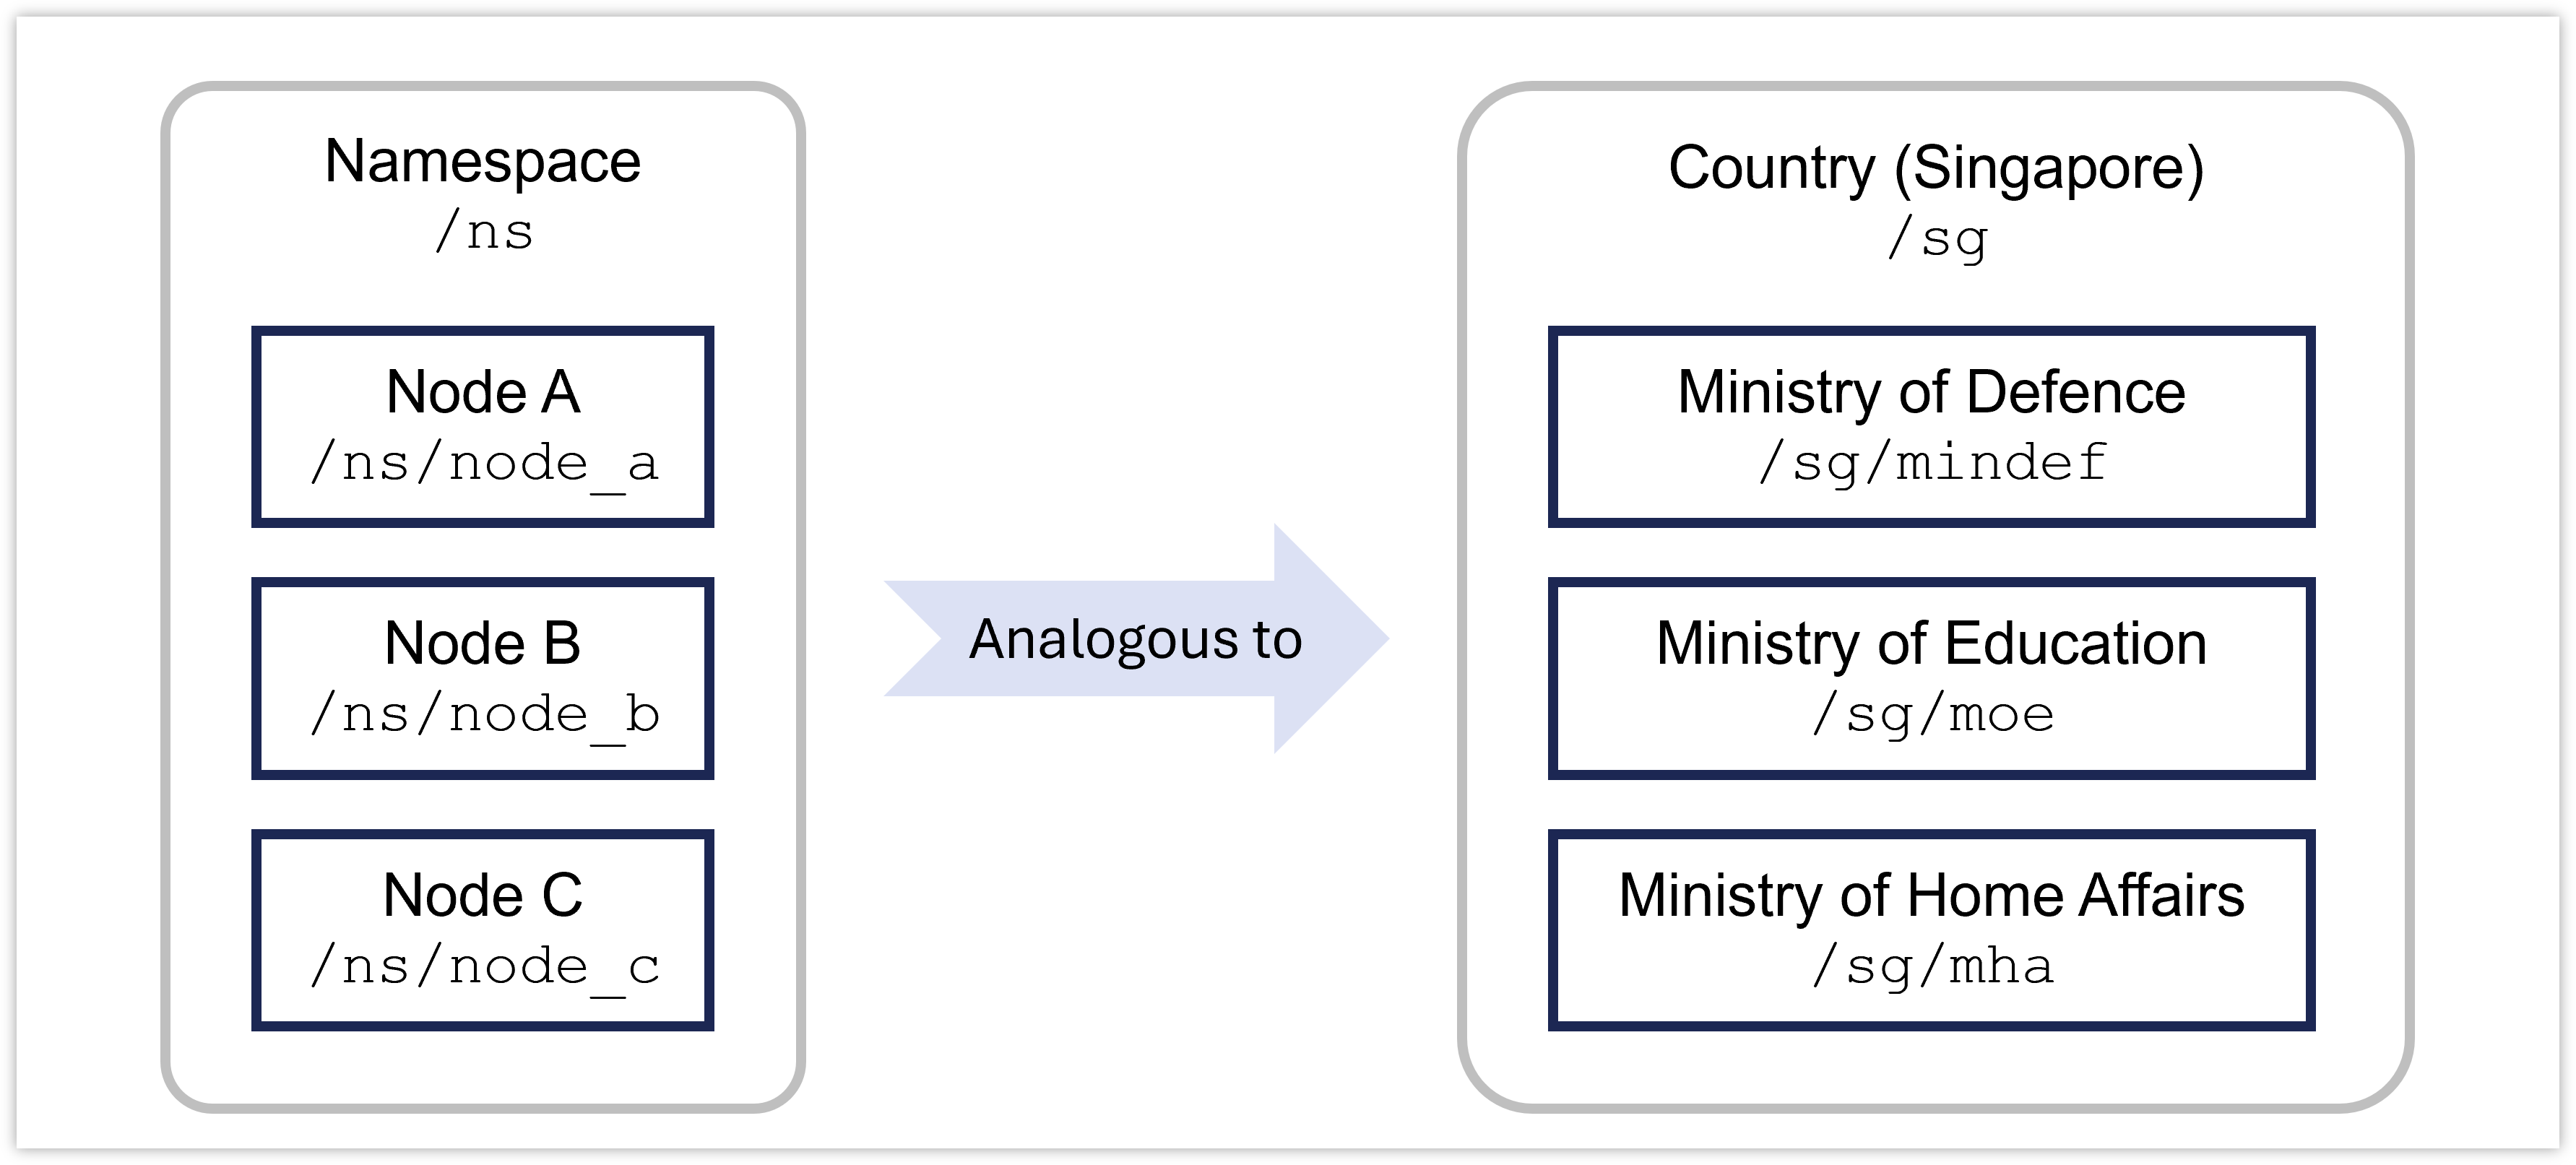 Namespace
/ns
Node A
/ns/node_a
Node B
/ns/node_b
Node C
/ns/node_c
Analogous to
Country (Singapore)
/sg
Ministry of Defence
/sg/mindef
Ministry of Education
/sg/moe
Ministry of Home Affairs
/sg/mha